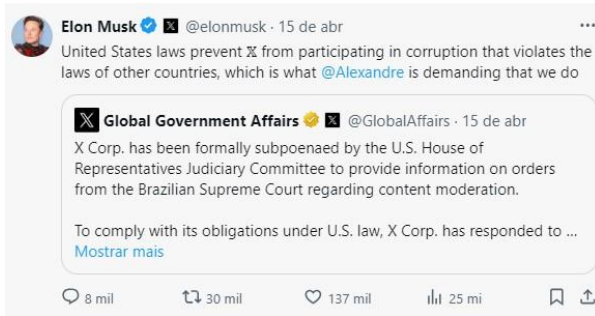 Elon Musk @elonmusk · 15 de abr
United States laws prevent 𝕏 from participating in corruption that violates the
laws of other countries, which is what @Alexandre is demanding that we do
X Global Government Affairs X @GlobalAffairs · 15 de abr
X Corp. has been formally subpoenaed by the U.S. House of
Representatives Judiciary Committee to provide information on orders
from the Brazilian Supreme Court regarding content moderation.
To comply with its obligations under U.S. law, X Corp. has responded to ...
Mostrar mais
8 mil 30 mil 137 mil 25 mi